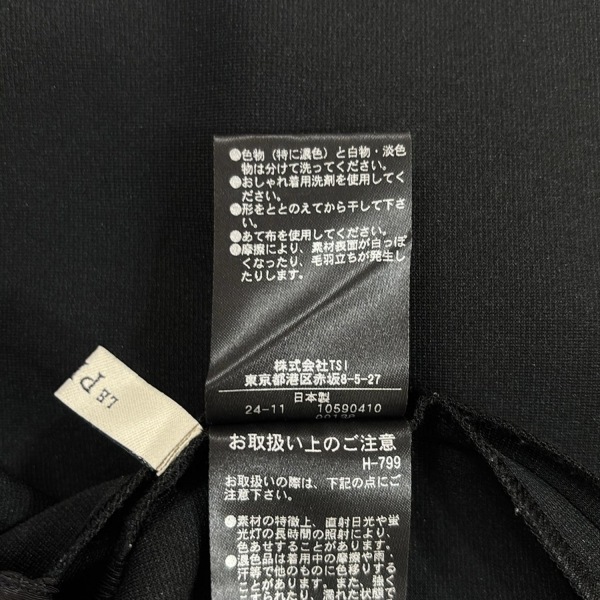 ●色物（特に濃色）と白物・淡色
物は分けて洗ってください。
●おしゃれ着用洗剤を使用してく
ださい。
●形をととのえてから干して下さ
い。
●あて布を使用してください。
●摩擦により、素材表面が白っぽ
くなったり、毛羽立ちが発生し
たりします。
株式会社TSI
東京都港区赤坂8-5-27
日本製
24-11 10590410
お取扱い上のご注意
H-799
お取扱いの際は、下記の点にご
注意下さい。
●素材の特徴上、直射日光や蛍
光灯の長時間の照射により、
色あせすることがあります。
●濃色品は着用中の摩擦や雨、
汗等で他のものに色移りする
ことがあります。また、強く
こすられたり、濡れた状態で
LE P